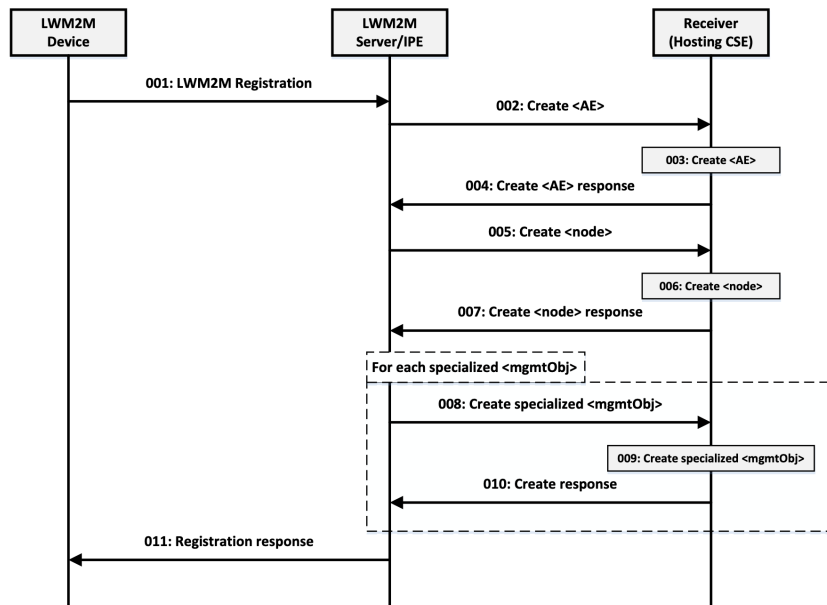 LWM2M
Device
LWM2M
Server/IPE
Receiver
(Hosting CSE)
001: LWM2M Registration
002: Create <AE>
003: Create <AE>
004: Create <AE> response
005: Create <node>
006: Create <node>
007: Create <node> response
For each specialized <mgmtObj>
008: Create specialized <mgmtObj>
009: Create specialized <mgmtObj>
010: Create response
011: Registration response